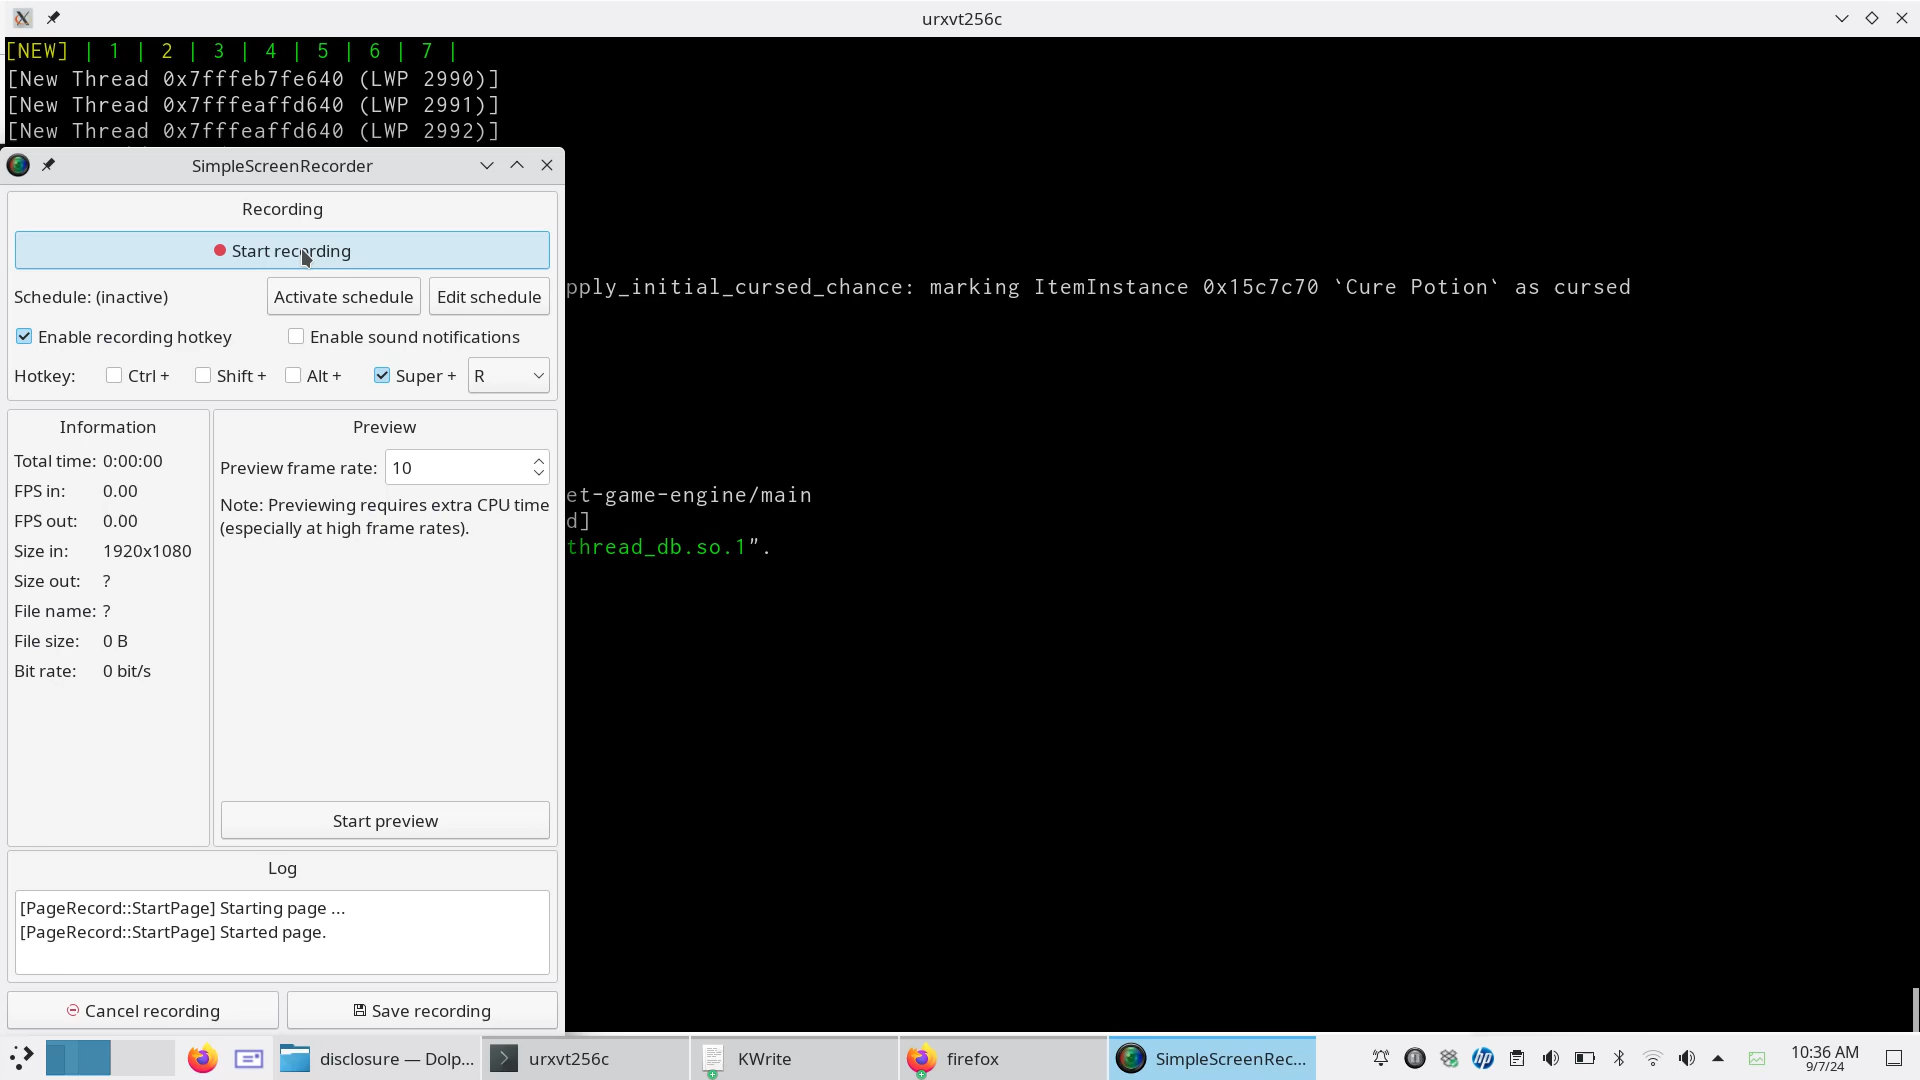 urxvt256c
[NEW] | 1 | 2 | 3 | 4 | 5 | 6 | 7 |
[New Thread 0x7fffeb7fe640 (LWP 2990)]
[New Thread 0x7fffeaffd640 (LWP 2991)]
[New Thread 0x7fffeaffd640 (LWP 2992)]
SimpleScreenRecorder
Recording
Start recording
Schedule: (inactive) Activate schedule Edit schedule
Enable recording hotkey Enable sound notifications
Hotkey: Ctrl + Shift + Alt + Super + R
Information
Total time: 0:00:00
FPS in: 0.00
FPS out: 0.00
Size in: 1920x1080
Size out: ?
File name: ?
File size: 0 B
Bit rate: 0 bit/s
Preview
Preview frame rate: 10
Note: Previewing requires extra CPU time
(especially at high frame rates).
Start preview
Log
[PageRecord::StartPage] Starting page ...
[PageRecord::StartPage] Started page.
Cancel recording Save recording
pply_initial_cursed_chance: marking ItemInstance 0x15c7c70 `Cure Potion` as cursed
et-game-engine/main
d]
thread_db.so.1".
disclosure — Dolp... urxvt256c KWrite firefox SimpleScreenRec... 10:36 AM
9/7/24